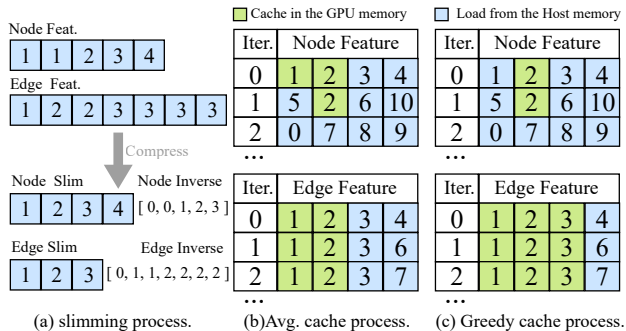 Cache in the GPU memory
Load from the Host memory
Node Feat.
1 1 2 3 4
Edge Feat.
1 2 2 3 3 3 3
Compress
Node Slim
Node Inverse
1 2 3 4 [ 0, 0, 1, 2, 3 ]
Edge Slim
Edge Inverse
1 2 3 [ 0, 1, 1, 2, 2, 2, 2 ]
(a) slimming process.
Iter. Node Feature
0 1 2 3 4
1 5 2 6 10
2 0 7 8 9
...
Iter. Edge Feature
0 1 2 3 4
1 1 2 3 6
2 1 2 3 7
...
(b)Avg. cache process.
Iter. Node Feature
0 1 2 3 4
1 5 2 6 10
2 0 7 8 9
...
Iter. Edge Feature
0 1 2 3 4
1 1 2 3 6
2 1 2 3 7
...
(c) Greedy cache process.